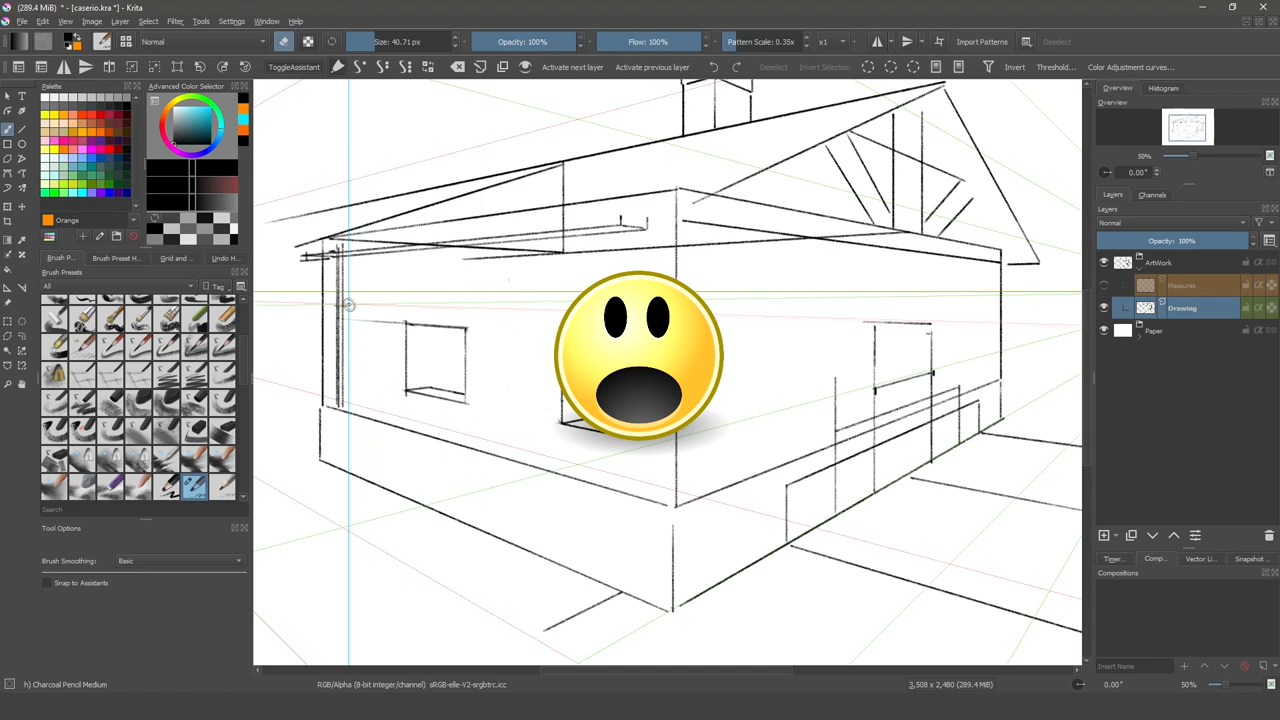 (289.4 MiB) * - [caserio.kra *] - Krita
File Edit View Image Layer Select Filter Tools Settings Window Help
Normal Size: 40.71 px Opacity: 100% Flow: 100% Pattern Scale: 0.35x x1 Import Patterns Deselect
ToggleAssistant Activate next layer Activate previous layer Deselect Invert Selection Invert Threshold... Color Adjustment curves...
Palette Advanced Color Selector
Overview Histogram
Overview
50%
0.00°
Layers Channels
Layers
Normal
Orange
Opacity: 100%
Brush P... Brush Preset H... Grid and ... Undo H...
ArtWork
Brush Presets
All Tag
Measures
Drawing
Paper
Search
Tool Options
Timer... Comp... Vector Li... Snapshot ...
Brush Smoothing: Basic
Compositions
Snap to Assistants
Insert Name
h) Charcoal Pencil Medium RGB/Alpha (8-bit integer/channel) sRGB-elle-V2-srgbtrc.icc 3,508 x 2,480 (289.4 MiB) 0.00° 50%